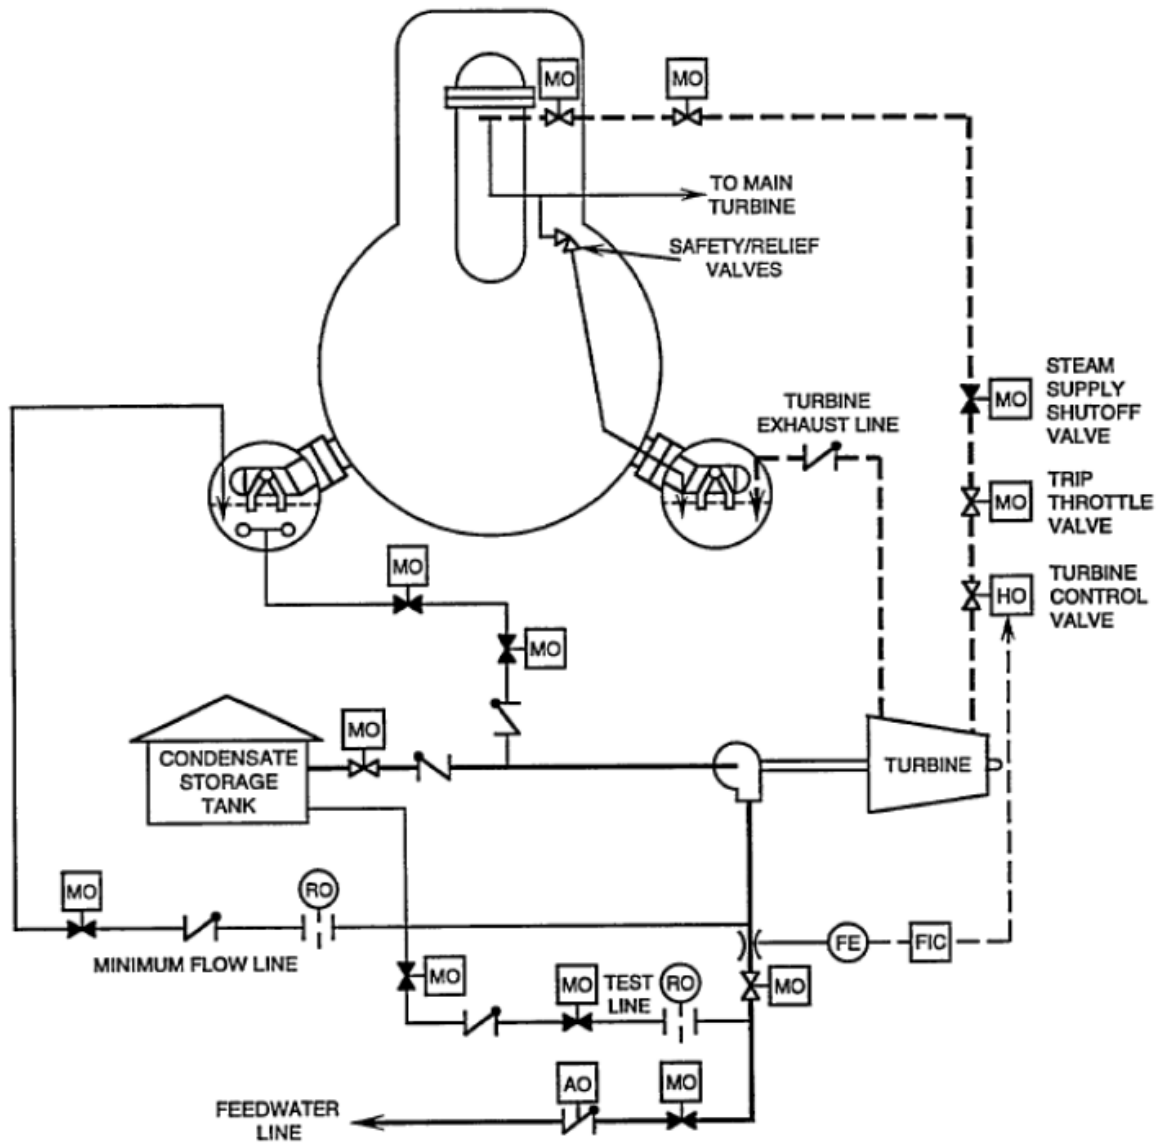 MO
MO
TO MAIN
TURBINE
SAFETY/RELIEF
VALVES
STEAM
SUPPLY
SHUTOFF
VALVE
MO
TURBINE
EXHAUST LINE
TRIP
THROTTLE
VALVE
MO
MO
TURBINE
CONTROL
VALVE
HO
MO
MO
CONDENSATE
STORAGE
TANK
TURBINE
MO
RO
MINIMUM FLOW LINE
FE
FIC
MO
MO
TEST
LINE
RO
MO
AO
MO
FEEDWATER
LINE